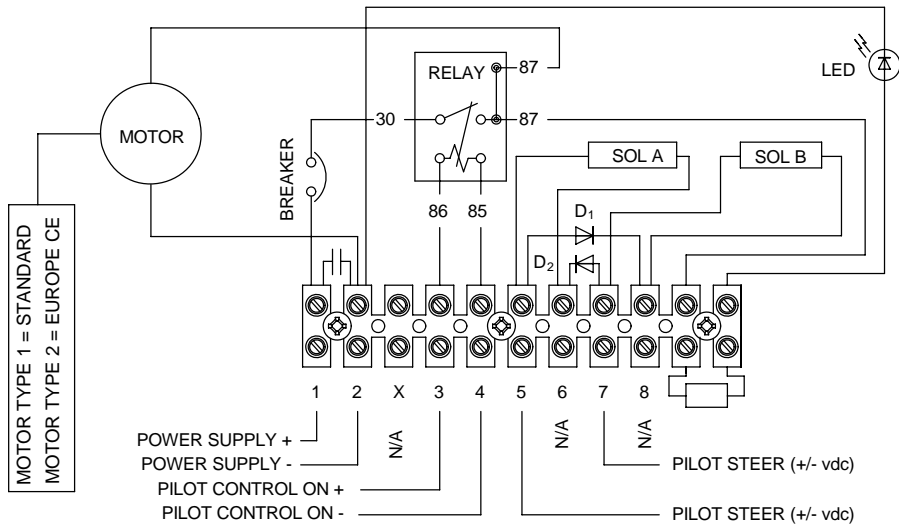 RELAY
87
LED
MOTOR
30
87
BREAKER
SOL A
SOL B
86
85
D1
D2
MOTOR TYPE 1 = STANDARD
MOTOR TYPE 2 = EUROPE CE
1 2 X 3 4 5 6 7 8
N/A N/A N/A
POWER SUPPLY +
POWER SUPPLY -
PILOT CONTROL ON +
PILOT CONTROL ON -
PILOT STEER (+/- vdc)
PILOT STEER (+/- vdc)